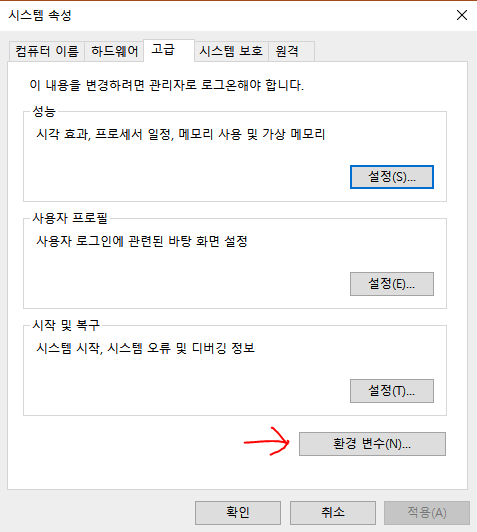 시스템 속성
컴퓨터 이름 하드웨어 고급 시스템 보호 원격
이 내용을 변경하려면 관리자로 로그온해야 합니다.
성능
시각 효과, 프로세서 일정, 메모리 사용 및 가상 메모리
설정(S)...
사용자 프로필
사용자 로그인에 관련된 바탕 화면 설정
설정(E)...
시작 및 복구
시스템 시작, 시스템 오류 및 디버깅 정보
설정(T)...
환경 변수(N)...
확인 취소 적용(A)